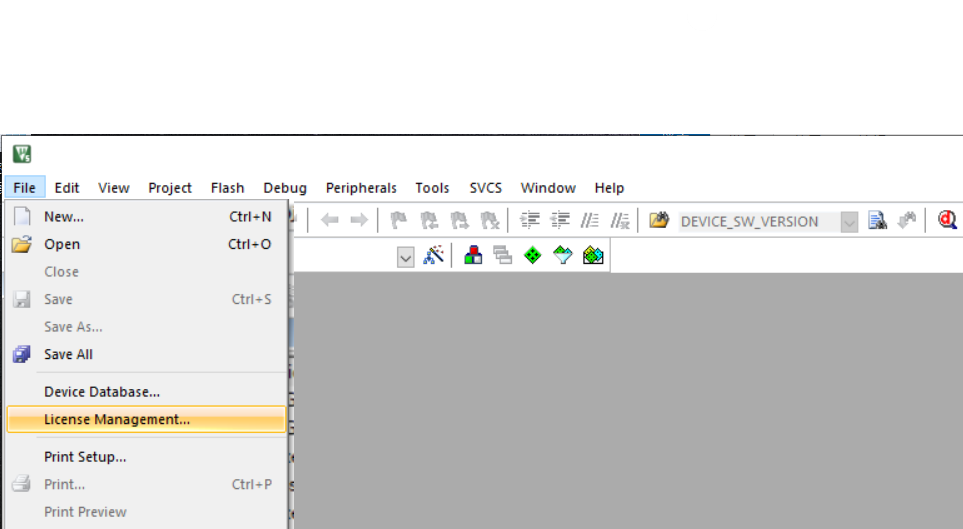 File Edit View Project Flash Debug Peripherals Tools SVCS Window Help
New... Ctrl+N
DEVICE_SW_VERSION
Open Ctrl+O
Close
Save Ctrl+S
Save As...
Save All
Device Database...
License Management...
Print Setup...
Print... Ctrl+P
Print Preview